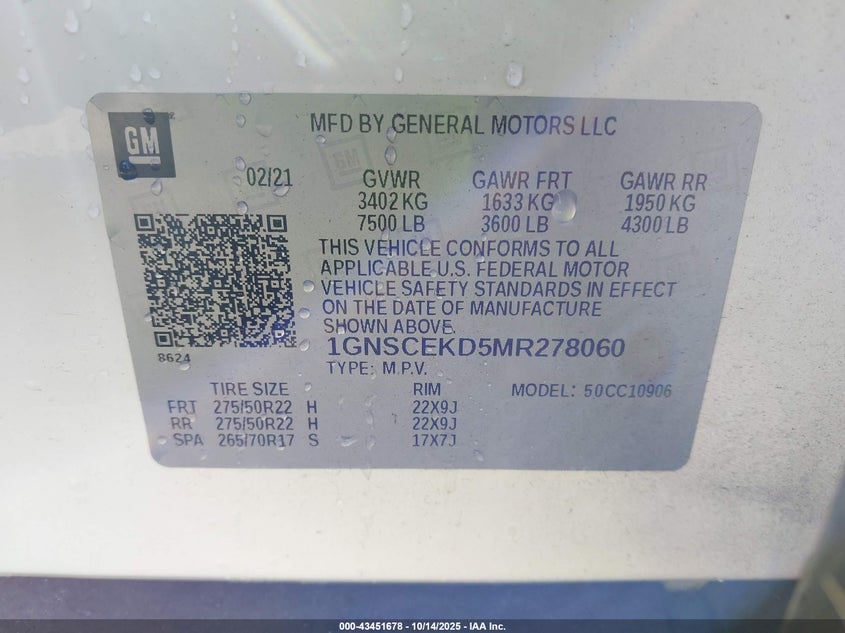 GM
MFD BY GENERAL MOTORS LLC
02/21 GVWR GAWR FRT GAWR RR
3402 KG 1633 KG 1950 KG
7500 LB 3600 LB 4300 LB
THIS VEHICLE CONFORMS TO ALL
APPLICABLE U.S. FEDERAL MOTOR
VEHICLE SAFETY STANDARDS IN EFFECT
ON THE DATE OF MANUFACTURE
SHOWN ABOVE.
1GNSCEKD5MR278060
8624
TYPE: M.P.V.
TIRE SIZE RIM MODEL: 50CC10906
FRT 275/50R22 H 22X9J
RR 275/50R22 H 22X9J
SPA 265/70R17 S 17X7J
000-43451678 - 10/14/2025 - IAA Inc.